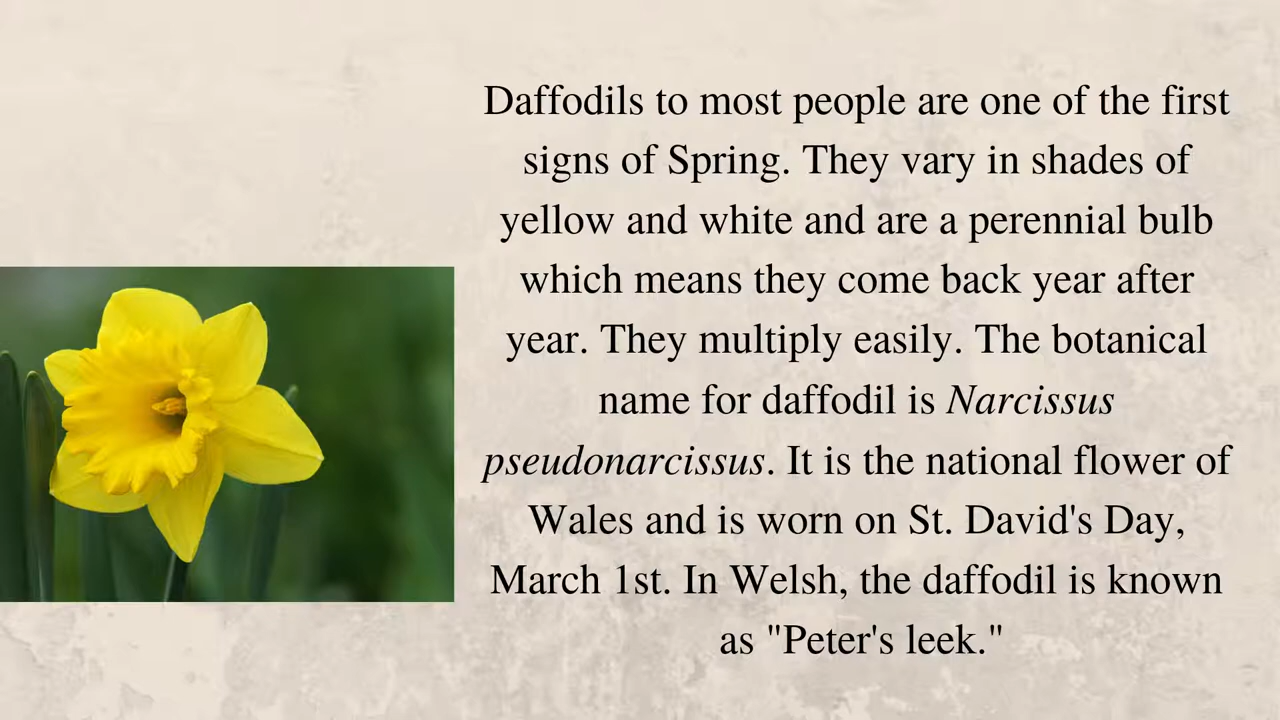 Daffodils to most people are one of the first
signs of Spring. They vary in shades of
yellow and white and are a perennial bulb
which means they come back year after
year. They multiply easily. The botanical
name for daffodil is Narcissus
pseudonarcissus. It is the national flower of
Wales and is worn on St. David's Day,
March 1st. In Welsh, the daffodil is known
as "Peter's leek."